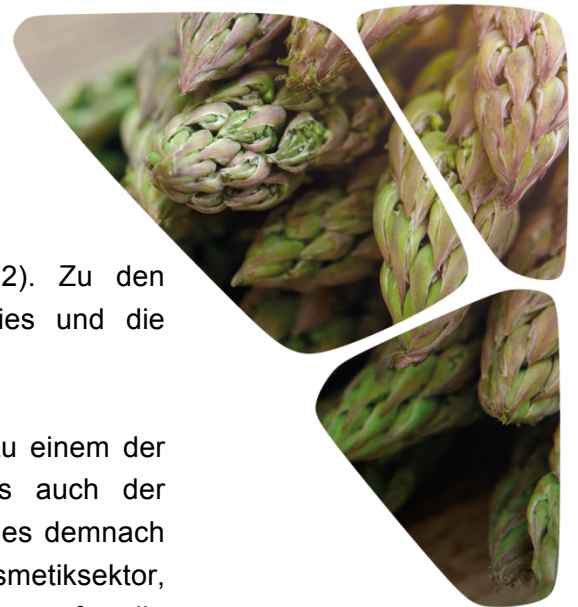 2). Zu den
ies und die
u einem der
s auch der
es demnach
smetiksektor,